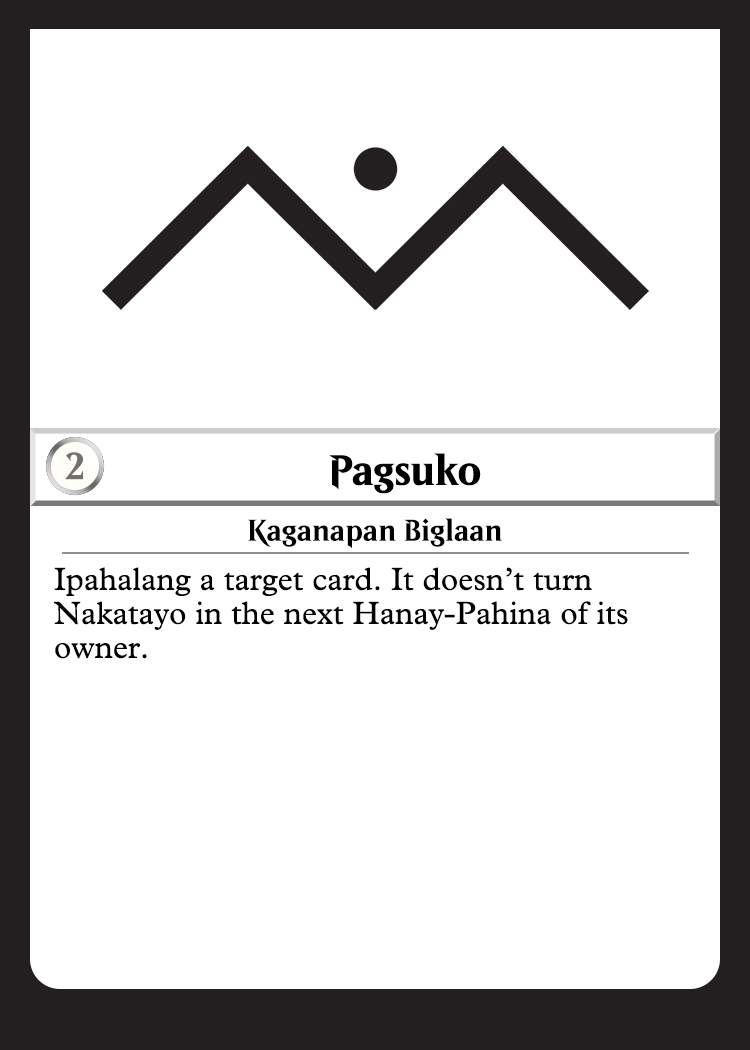 2
Pagsuko
Kaganapan Biglaan
Ipahalang a target card. It doesn’t turn
Nakatayo in the next Hanay-Pahina of its
owner.